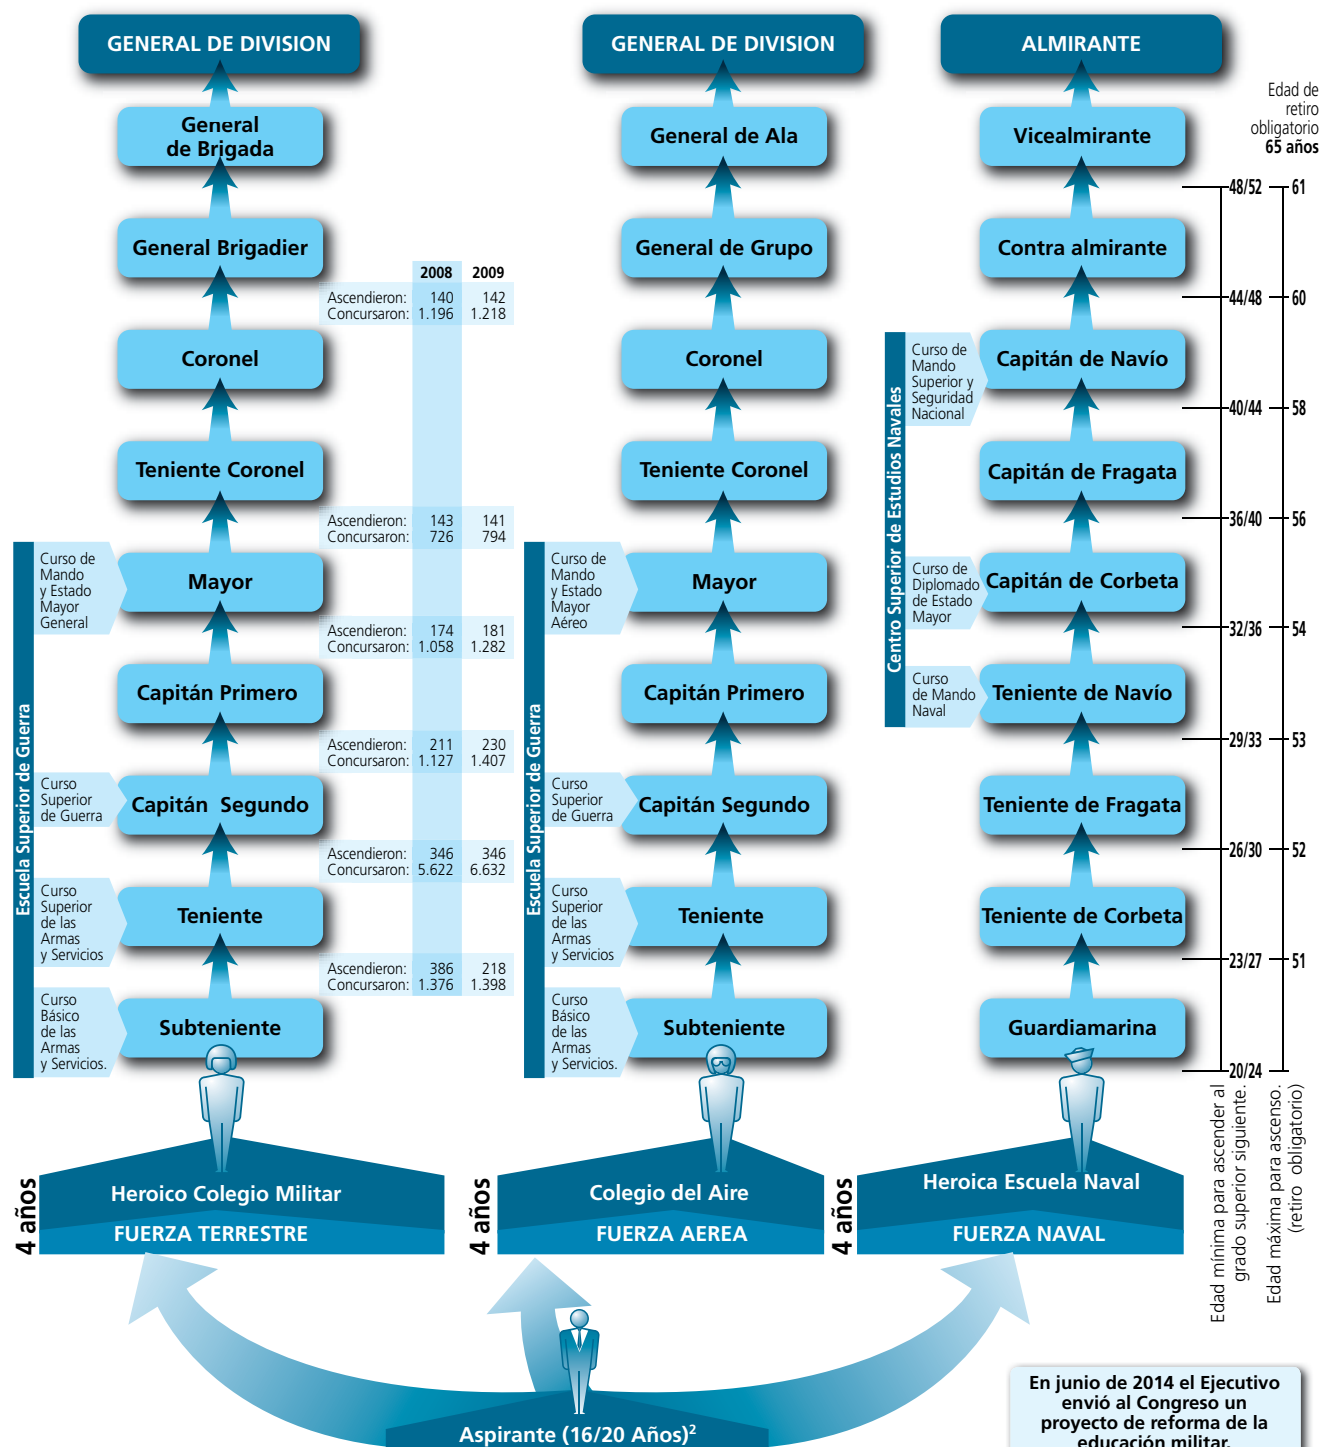 GENERAL DE DIVISION
General
de Brigada
General Brigadier
Coronel
Teniente Coronel
Mayor
Capitán Primero
Capitán Segundo
Teniente
Subteniente
Escuela Superior de Guerra
Curso de
Mando
y Estado
Mayor
General
Curso
Superior
de Guerra
Curso
Superior
de las
Armas
y Servicios
Curso
Básico
de las
Armas
y Servicios.
2008 2009
Ascendieron: 140 142
Concursaron: 1.196 1.218
Ascendieron: 143 141
Concursaron: 726 794
Ascendieron: 174 181
Concursaron: 1.058 1.282
Ascendieron: 211 230
Concursaron: 1.127 1.407
Ascendieron: 346 346
Concursaron: 5.622 6.632
Ascendieron: 386 218
Concursaron: 1.376 1.398
4 años
Heroico Colegio Militar
FUERZA TERRESTRE
GENERAL DE DIVISION
General de Ala
General de Grupo
Coronel
Teniente Coronel
Mayor
Capitán Primero
Capitán Segundo
Teniente
Subteniente
Escuela Superior de Guerra
Curso de
Mando
y Estado
Mayor
Aéreo
Curso
Superior
de Guerra
Curso
Superior
de las
Armas
y Servicios
Curso
Básico
de las
Armas
y Servicios.
4 años
Colegio del Aire
FUERZA AEREA
ALMIRANTE
Vicealmirante
Contra almirante
Capitán de Navío
Capitán de Fragata
Capitán de Corbeta
Teniente de Navío
Teniente de Fragata
Teniente de Corbeta
Guardiamarina
Centro Superior de Estudios Navales
Curso de
Mando
Superior y
Seguridad
Nacional
Curso de
Diplomado
de Estado
Mayor
Curso
de Mando
Naval
4 años
Heroica Escuela Naval
FUERZA NAVAL
Edad de
retiro
obligatorio
65 años
48/52 61
44/48 60
40/44 58
36/40 56
32/36 54
29/33 53
26/30 52
23/27 51
20/24
Edad mínima para ascender al
grado superior siguiente.
Edad máxima para ascenso.
(retiro obligatorio)
Aspirante (16/20 Años)²
En junio de 2014 el Ejecutivo
envió al Congreso un
proyecto de reforma de la
educación militar.